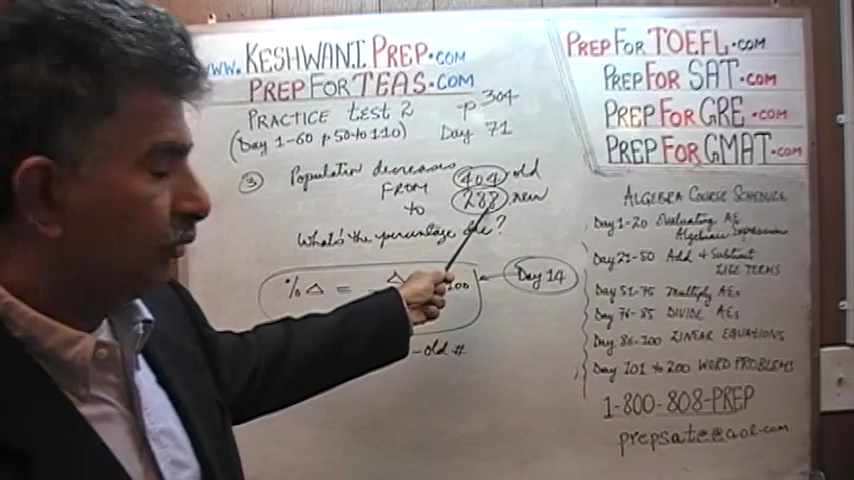 www.KESHWANIPREP.COM
PREPFORTEAS.COM
PRACTICE test 2 - p 304
(Day 1-60 p 50-to 110) Day 71
3 Population decreases
FROM 404 old
to 288 new
What's the percentage ?
% Δ = 100 Day 14
-old #
PREPFORTOEFL.COM
PREPFORSAT.COM
PREPFORGRE.COM
PREPFORGMAT.COM
ALGEBRA COURSE SCHEDULE
Day 1-20 Evaluating AE
Algebraic Expressions
Day 21-50 Add & Subtract
LIKE TERMS
Day 51-75 Multiply AEs
Day 76-85 DIVIDE AEs
Day 86-100 LINEAR EQUATIONS
Day 101 to 200 WORD PROBLEMS
1-800-808-PREP
prepsate@aol.com